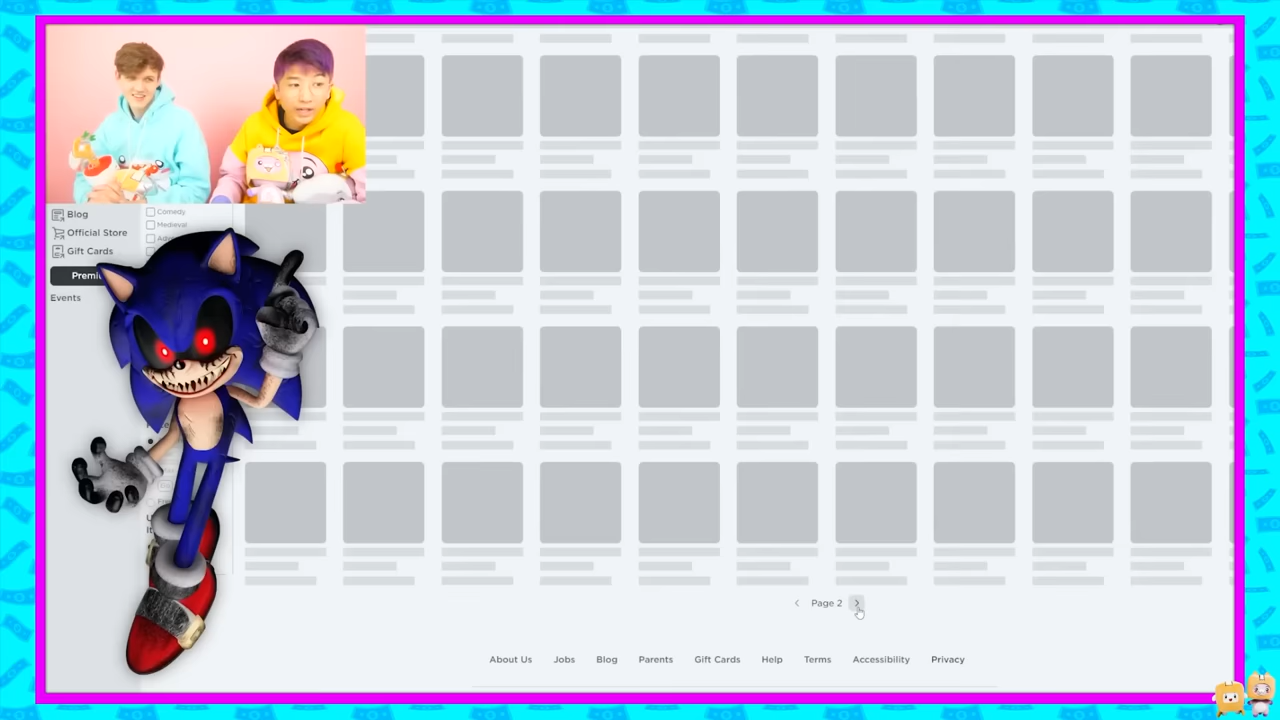 Blog
Official Store
Gift Cards
Events
Comedy
Medieval
Page 2
About Us Jobs Blog Parents Gift Cards Help Terms Accessibility Privacy